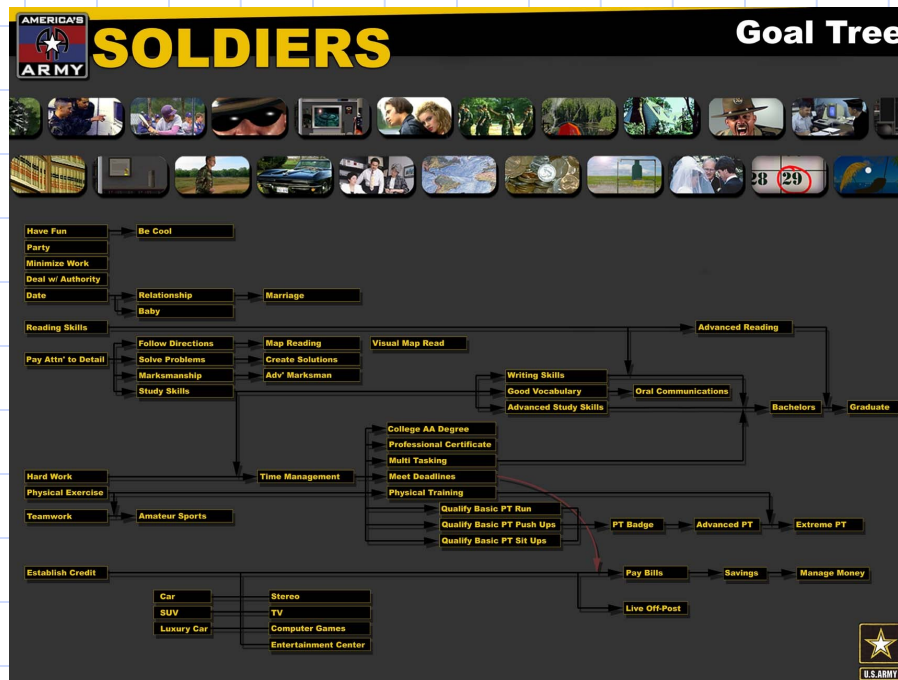 AMERICA'S
ARMY
SOLDIERS
Goal Tree
28 29
Have Fun
Be Cool
Party
Minimize Work
Deal w/ Authority
Date
Relationship
Marriage
Baby
Reading Skills
Advanced Reading
Follow Directions
Map Reading
Visual Map Read
Pay Attn' to Detail
Solve Problems
Create Solutions
Marksmanship
Adv' Marksman
Writing Skills
Study Skills
Good Vocabulary
Oral Communications
Advanced Study Skills
Bachelors
Graduate
College AA Degree
Professional Certificate
Multi Tasking
Hard Work
Time Management
Meet Deadlines
Physical Exercise
Physical Training
Qualify Basic PT Run
Teamwork
Amateur Sports
Qualify Basic PT Push Ups
PT Badge
Advanced PT
Extreme PT
Qualify Basic PT Sit Ups
Establish Credit
Pay Bills
Savings
Manage Money
Car
Stereo
SUV
TV
Live Off-Post
Luxury Car
Computer Games
Entertainment Center
U.S.ARMY